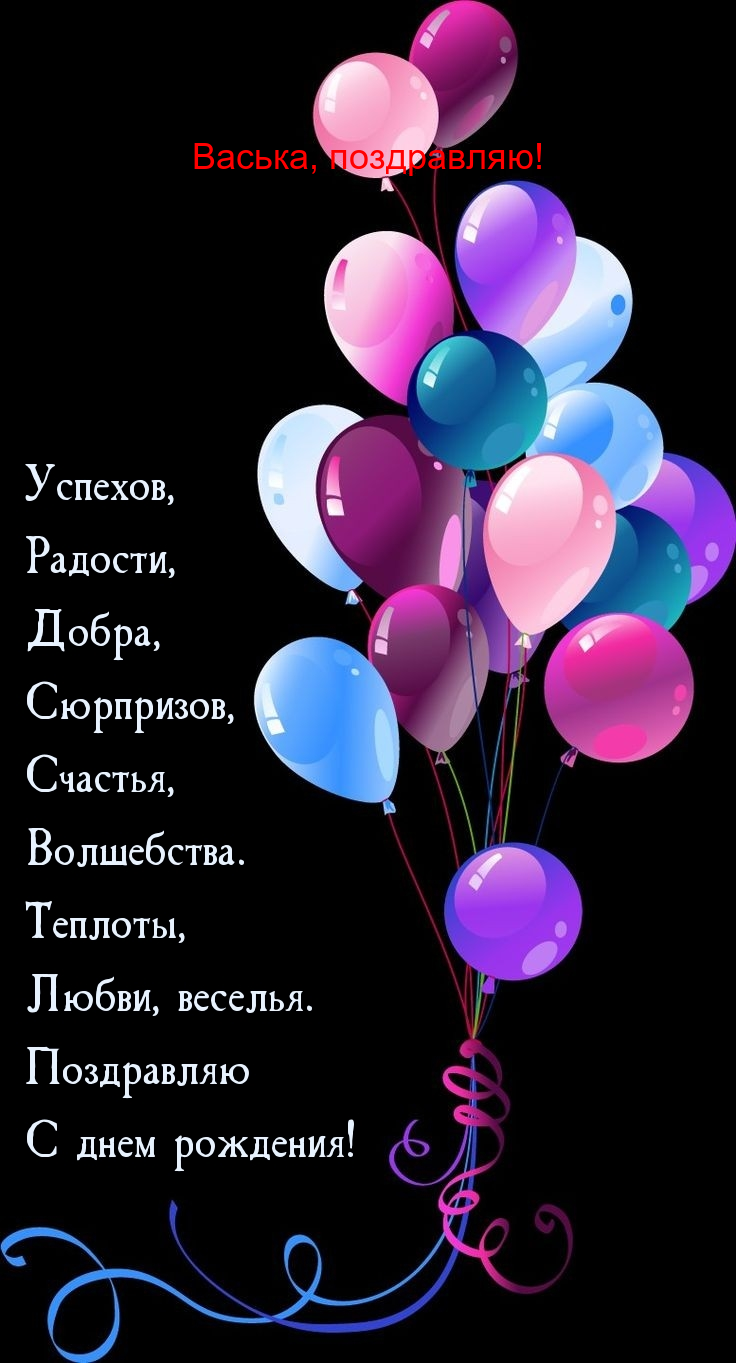 Васька, поздравляю!
Успехов,
Радости,
Добра,
Сюрпризов,
Счастья,
Волшебства.
Теплоты,
Любви, веселья.
Поздравляю
С днем рождения!